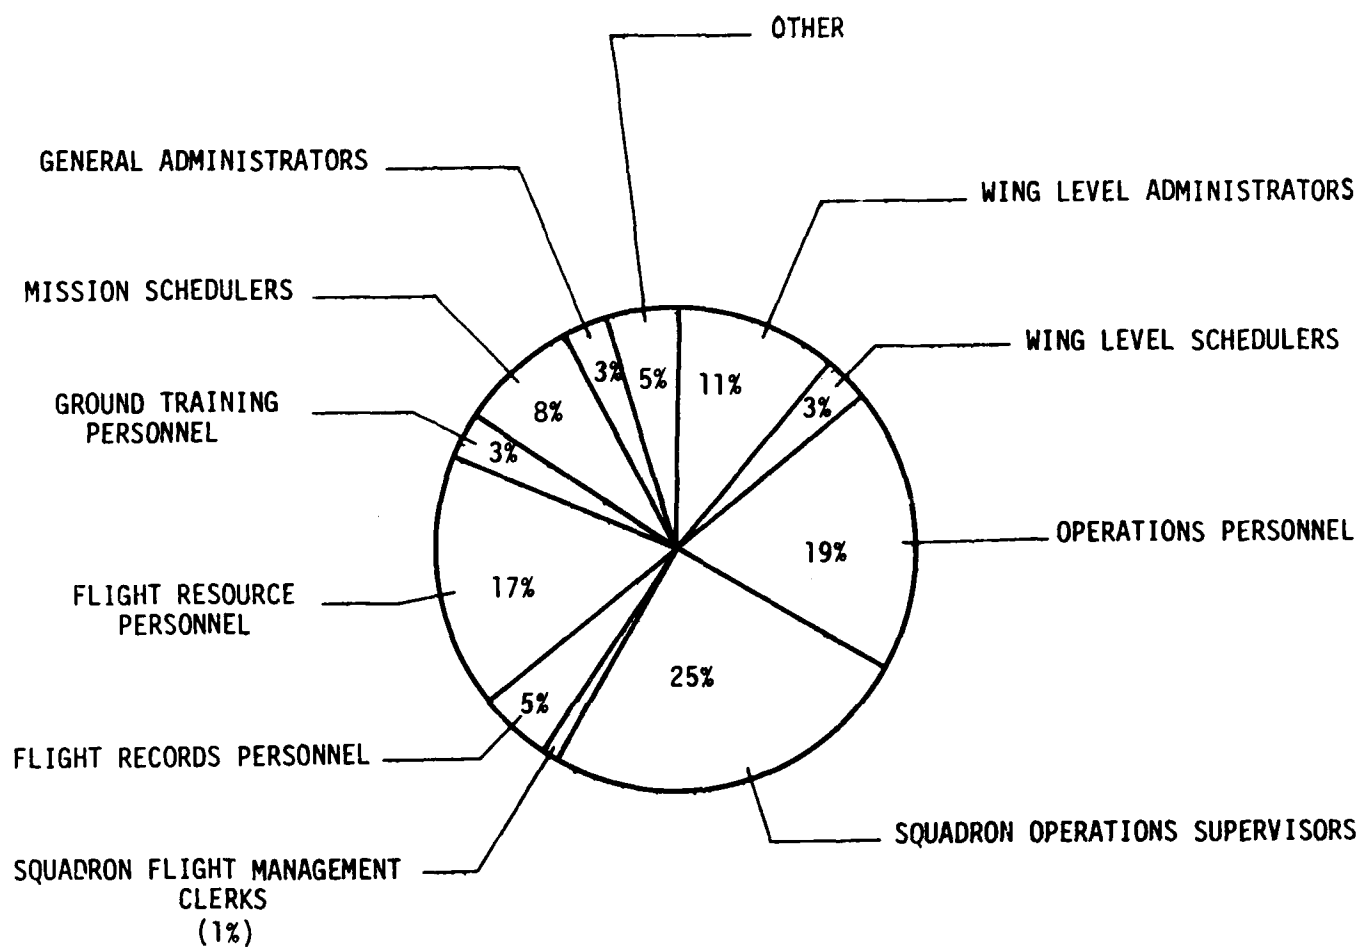 OTHER
GENERAL ADMINISTRATORS
WING LEVEL ADMINISTRATORS
MISSION SCHEDULERS
WING LEVEL SCHEDULERS
3%
5%
11%
3%
GROUND TRAINING
PERSONNEL
8%
3%
OPERATIONS PERSONNEL
19%
17%
FLIGHT RESOURCE
PERSONNEL
25%
5%
FLIGHT RECORDS PERSONNEL
SQUADRON OPERATIONS SUPERVISORS
SQUADRON FLIGHT MANAGEMENT
CLERKS
(1%)